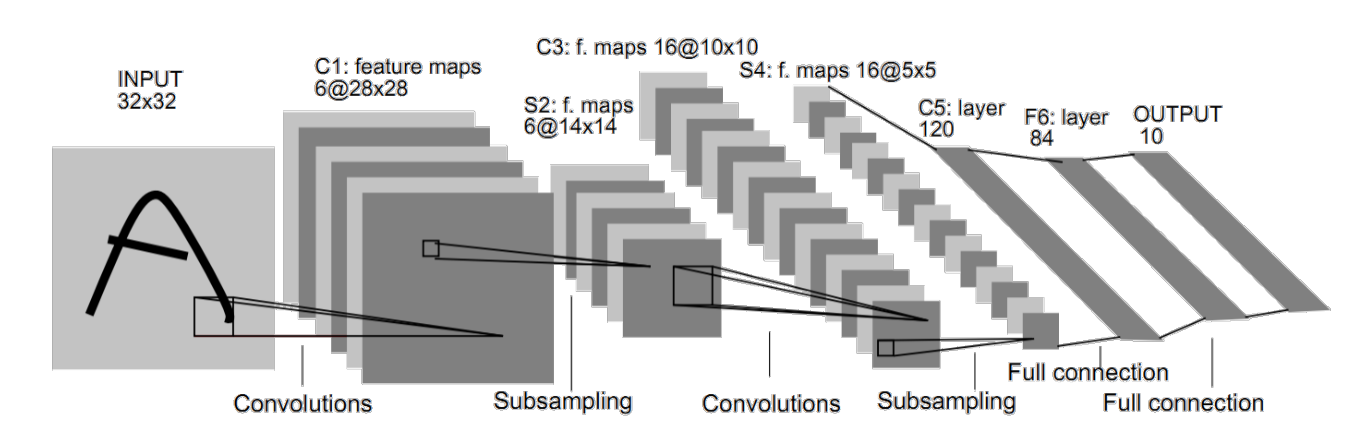 INPUT
32x32
C1: feature maps
6@28x28
S2: f. maps
6@14x14
C3: f. maps 16@10x10
S4: f. maps 16@5x5
C5: layer
120
F6: layer
84
OUTPUT
10
Convolutions
Subsampling
Convolutions
Subsampling
Full connection
Full connection